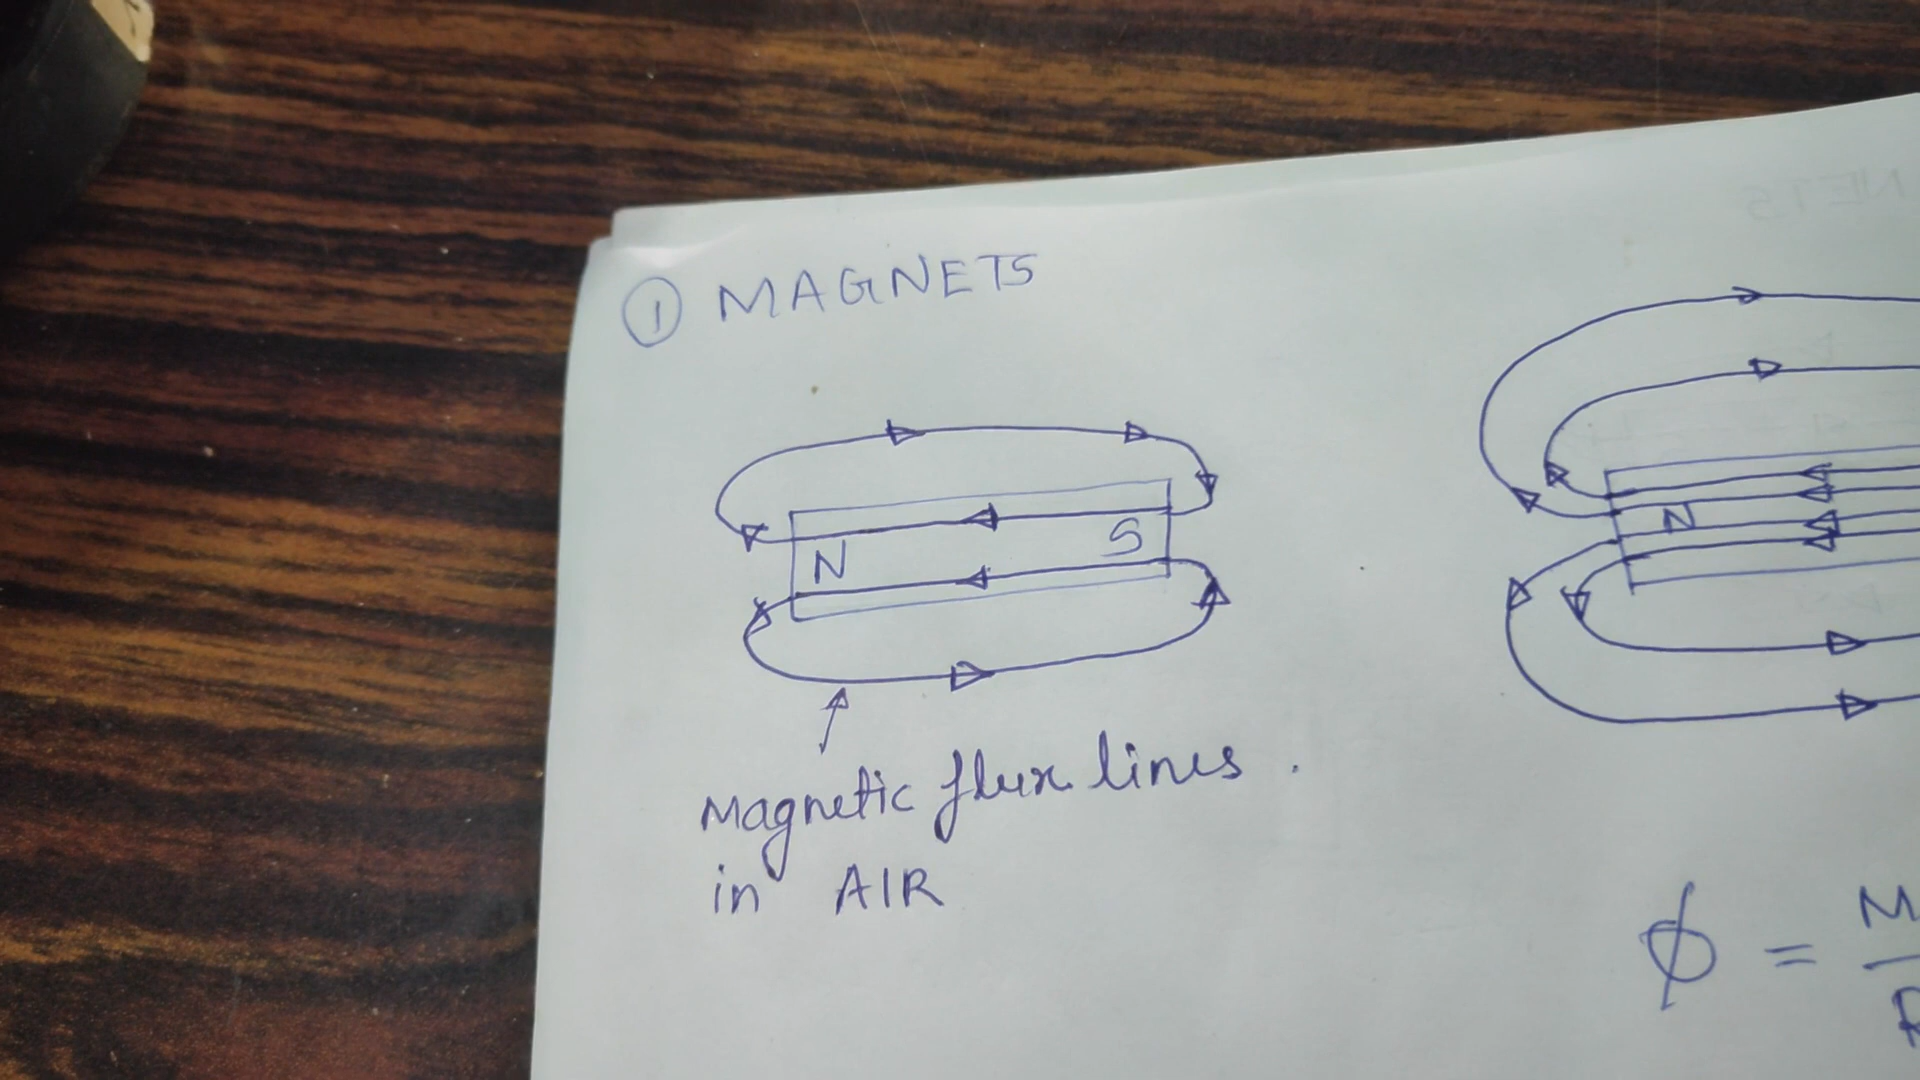 ① MAGNETS
N S
N
Magnetic flux lines.
in AIR
ϕ =